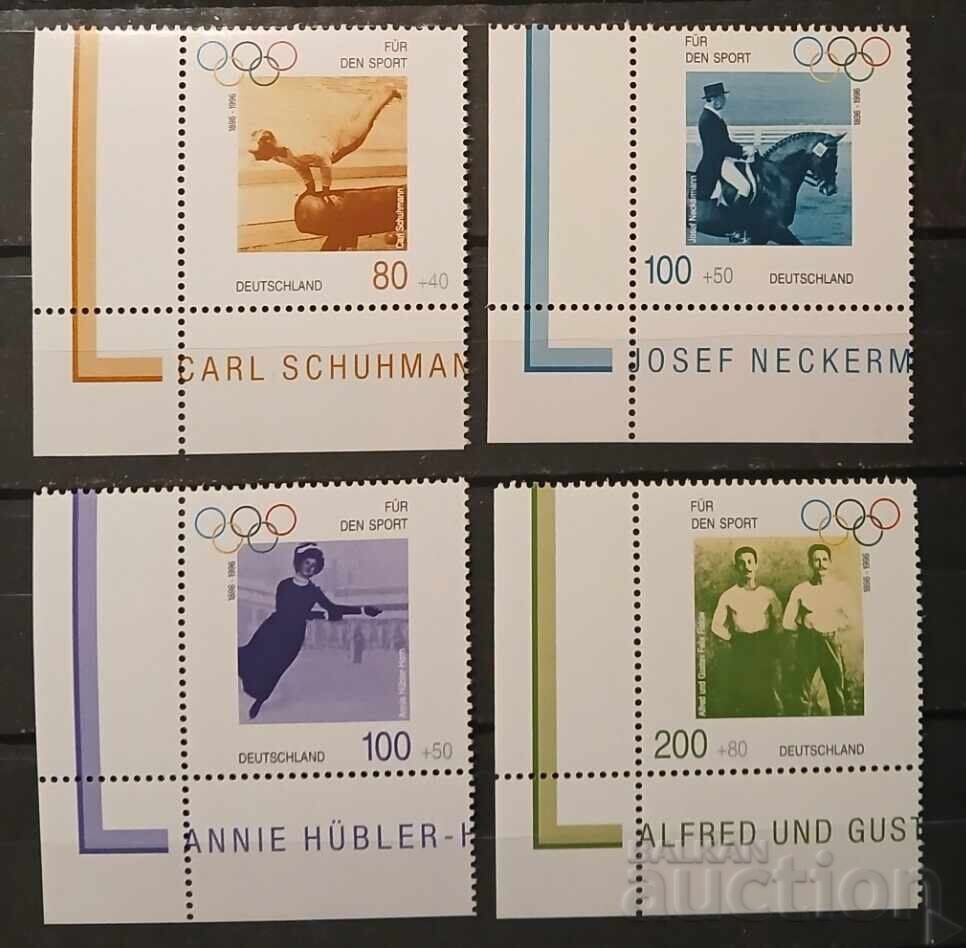 FÜR
DEN SPORT
1896 - 1996
Carl Schuhmann
DEUTSCHLAND 80 +40
CARL SCHUHMAN
FÜR
DEN SPORT
1896 - 1996
Josef Neckermann
100 +50 DEUTSCHLAND
JOSEF NECKERM
FÜR
DEN SPORT
1896 - 1996
Annie Hübler-Horn
DEUTSCHLAND 100 +50
ANNIE HÜBLER-H
FÜR
DEN SPORT
1896 - 1996
Alfred und Gustav Felix Flatow
200 +80 DEUTSCHLAND
ALFRED UND GUST
BALKAN
auction